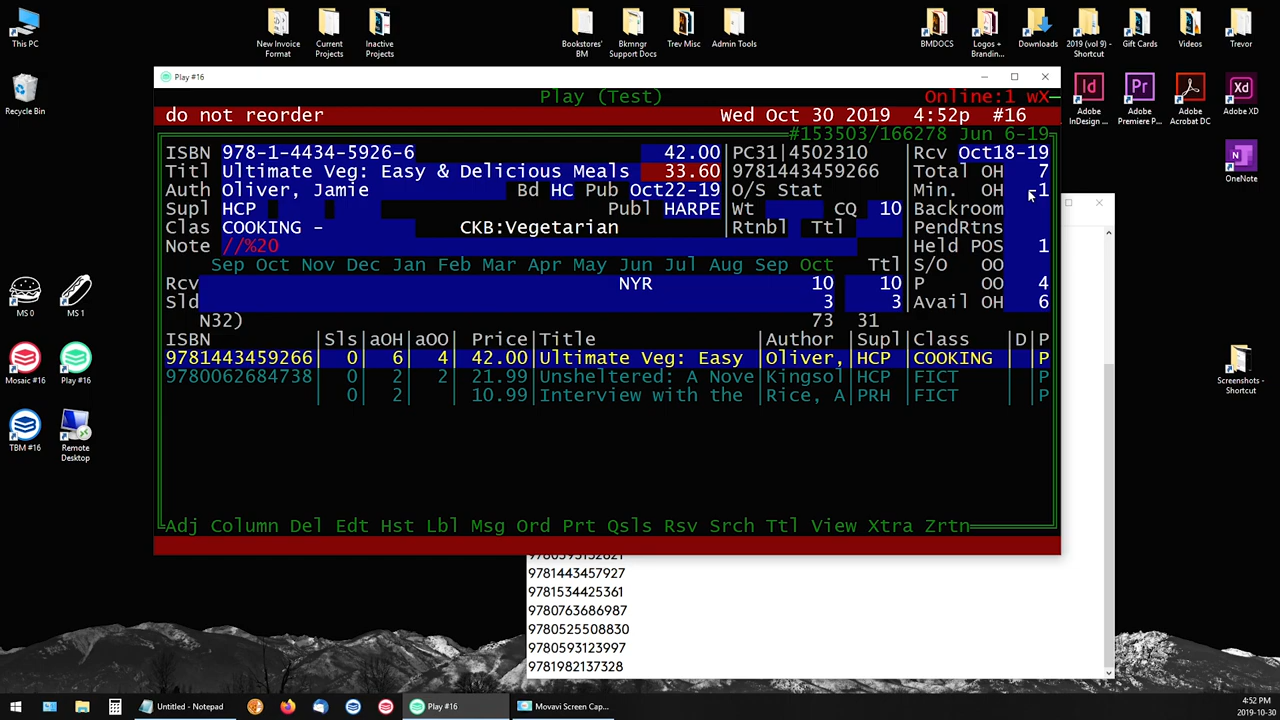 This PC
New Invoice Format
Current Projects
Inactive Projects
Bookstores' BM
Bkmngr Support Docs
Trev Misc
Admin Tools
BMDOCS
Logos + Brandin...
Downloads
2019 (vol 9) - Shortcut
Gift Cards
Videos
Trevor
Recycle Bin
Adobe InDesign ...
Adobe Premiere P...
Adobe Acrobat DC
Adobe XD
OneNote
MS 0
MS 1
Mosaic #16
Play #16
TBM #16
Remote Desktop
Screenshots - Shortcut
Play #16
Play (Test) Online:1 wX
do not reorder Wed Oct 30 2019 4:52p #16
#153503/166278 Jun 6-19
ISBN 978-1-4434-5926-6 42.00 PC31|4502310 Rcv Oct18-19
Titl Ultimate Veg: Easy & Delicious Meals 33.60 9781443459266 Total OH 7
Auth Oliver, Jamie Bd HC Pub Oct22-19 O/S Stat Min. OH 1
Supl HCP Publ HARPE Wt CQ 10 Backroom
Clas COOKING - CKB:Vegetarian Rtnbl Ttl PendRtns
Note //%20 Held POS 1
Sep Oct Nov Dec Jan Feb Mar Apr May Jun Jul Aug Sep Oct Ttl S/O OO
Rcv NYR 10 10 P OO 4
Sld 3 3 Avail OH 6
N32) 73 31
ISBN |Sls|aOH|aOO| Price|Title |Author |Supl|Class |D|P
9781443459266| 0| 6| 4| 42.00|Ultimate Veg: Easy |Oliver,|HCP |COOKING | |P
9780062684738| 0| 2| 2| 21.99|Unsheltered: A Nove|Kingsol|HCP |FICT | |P
| 0| 2| | 10.99|Interview with the |Rice, A|PRH |FICT | |P
Adj Column Del Edt Hst Lbl Msg Ord Prt Qsls Rsv Srch Ttl View Xtra Zrtn
9781443457927
9781534425361
9780763686987
9780525508830
9780593123997
9781982137328
Untitled - Notepad
Play #16
Movavi Screen Cap...
4:52 PM
2019-10-30